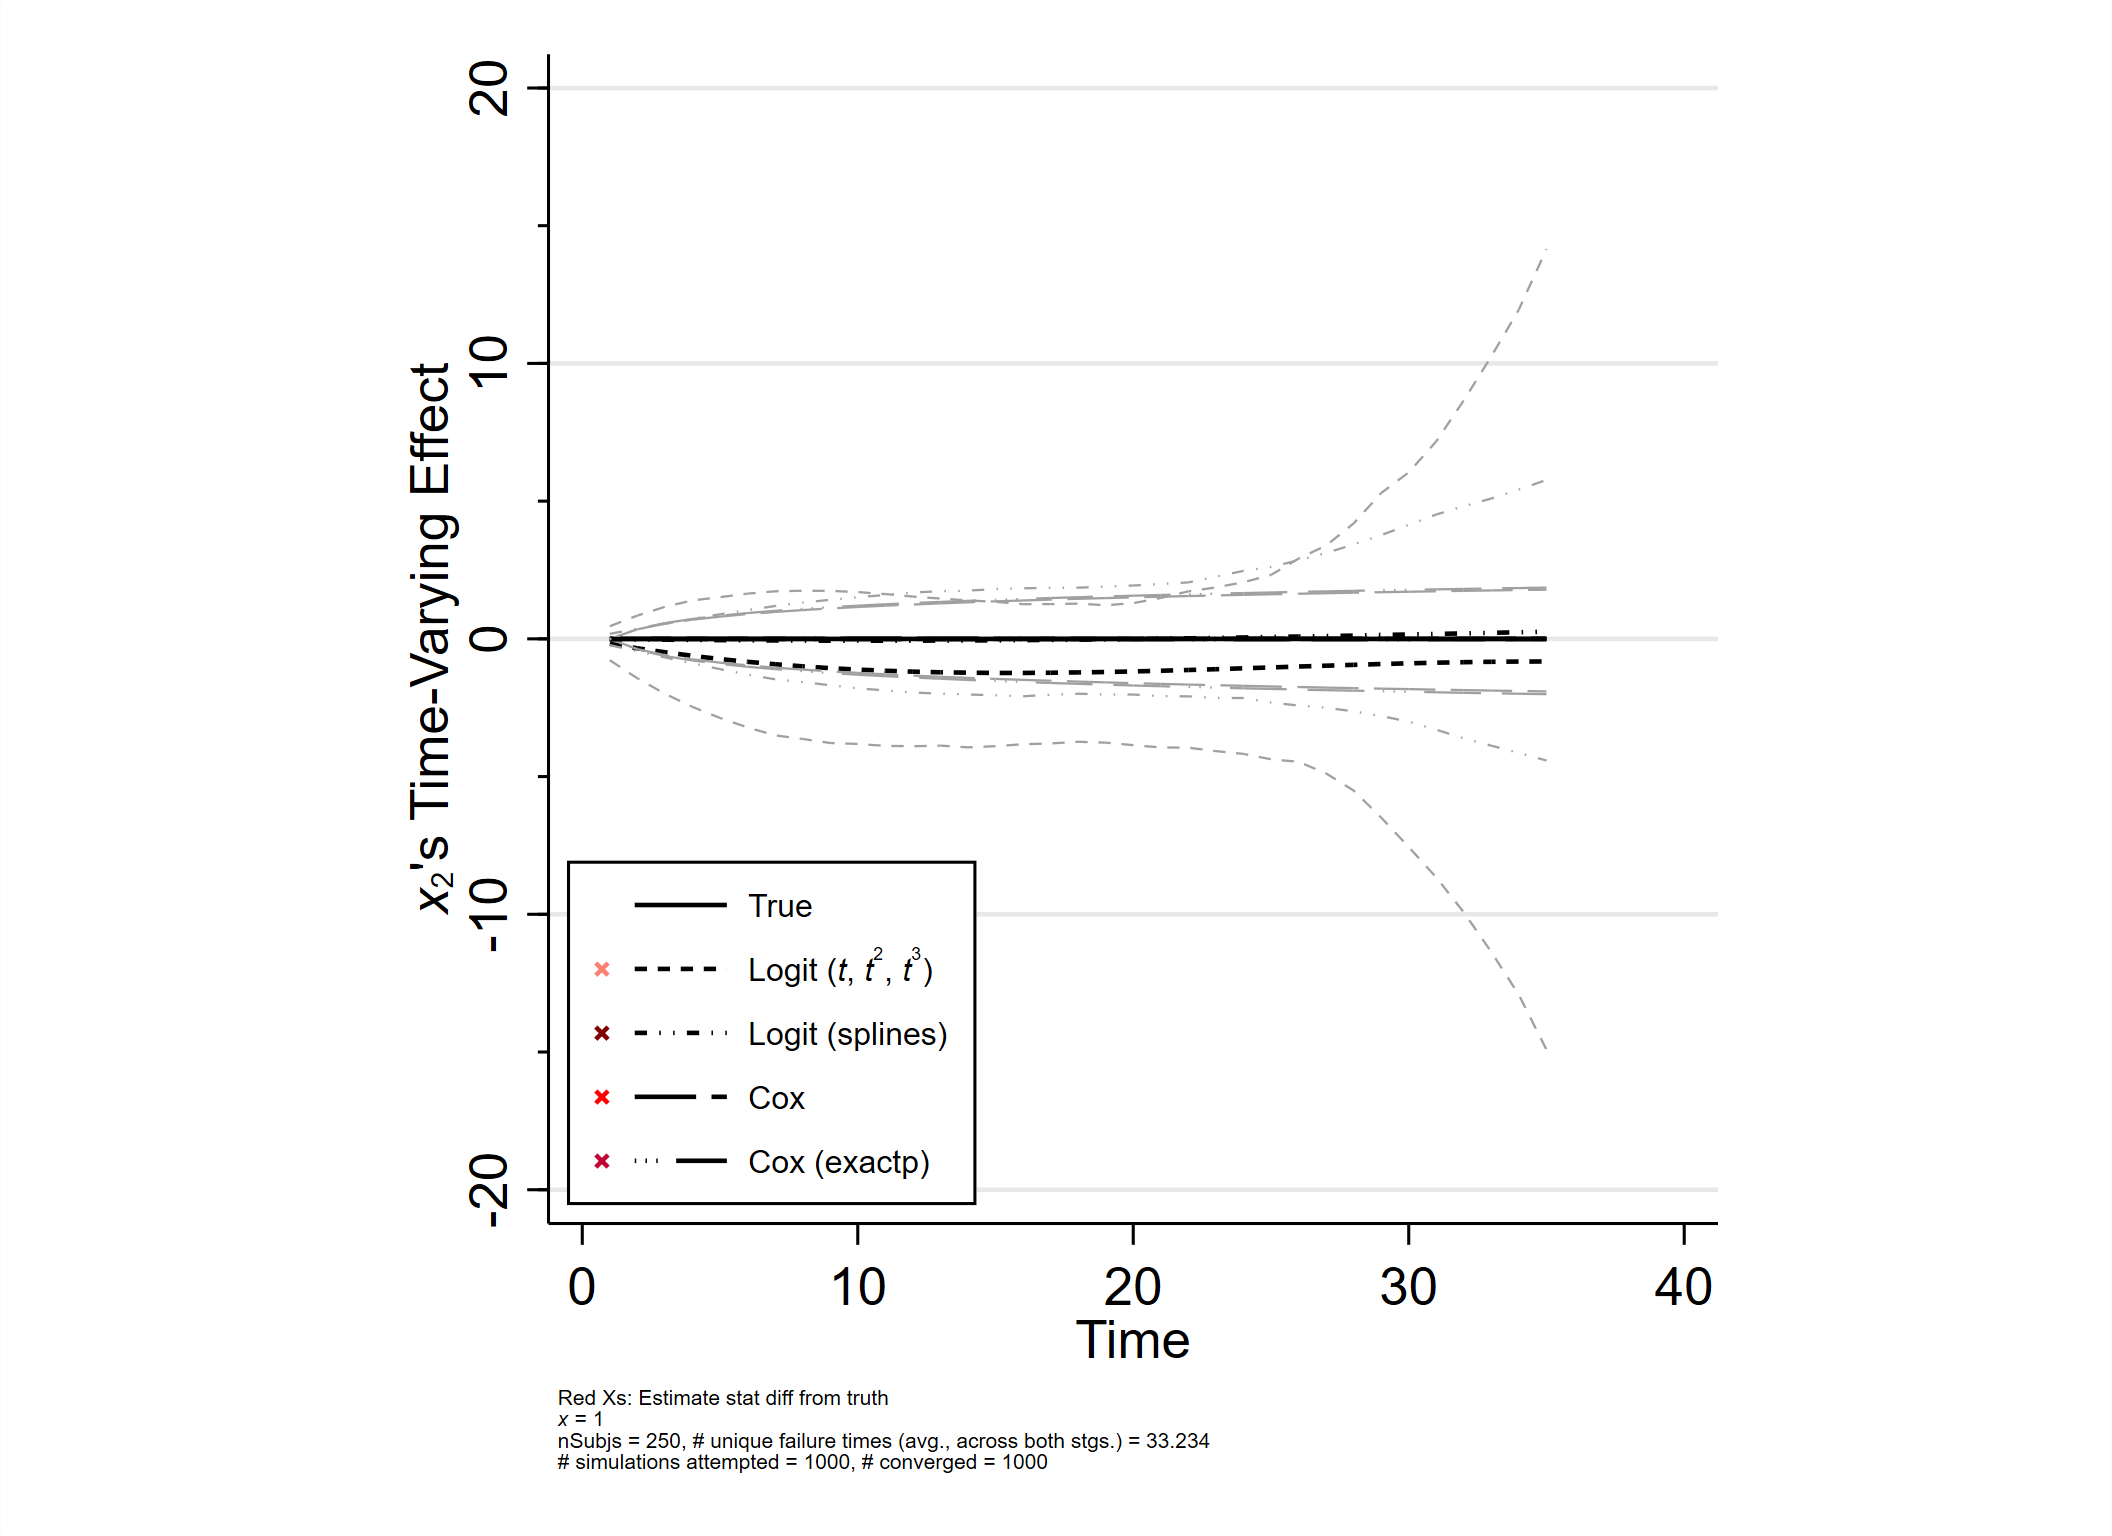 20
10
0
-10
-20
x₂'s Time-Varying Effect
True
Logit (t, t², t³)
Logit (splines)
Cox
Cox (exactp)
0 10 20 30 40
Time
Red Xs: Estimate stat diff from truth
x = 1
nSubjs = 250, # unique failure times (avg., across both stgs.) = 33.234
# simulations attempted = 1000, # converged = 1000